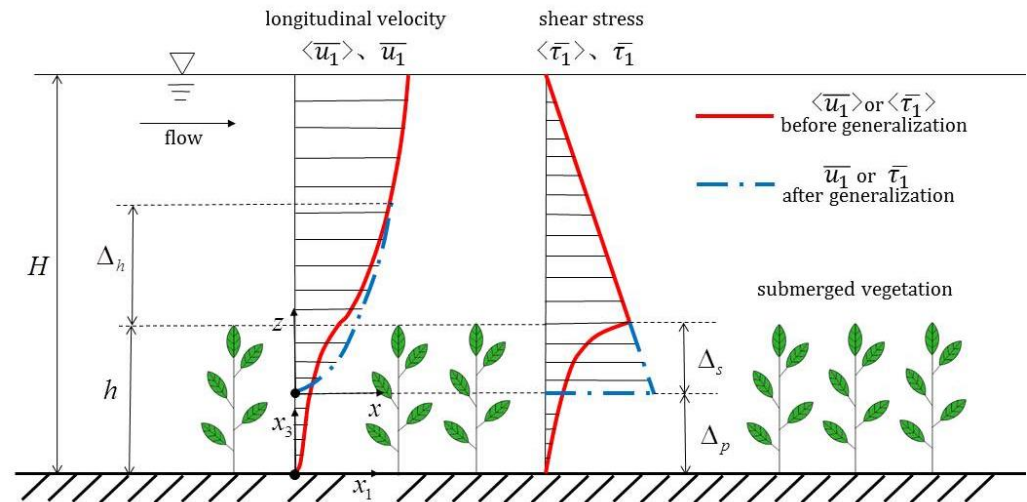 longitudinal velocity
⟨u̅₁⟩、u̅₁
shear stress
⟨τ̅₁⟩、τ̅₁
flow
⟨u̅₁⟩ or ⟨τ̅₁⟩
before generalization
u̅₁ or τ̅₁
after generalization
H
Δh
h
z
x
x₃
x₁
submerged vegetation
Δs
Δp